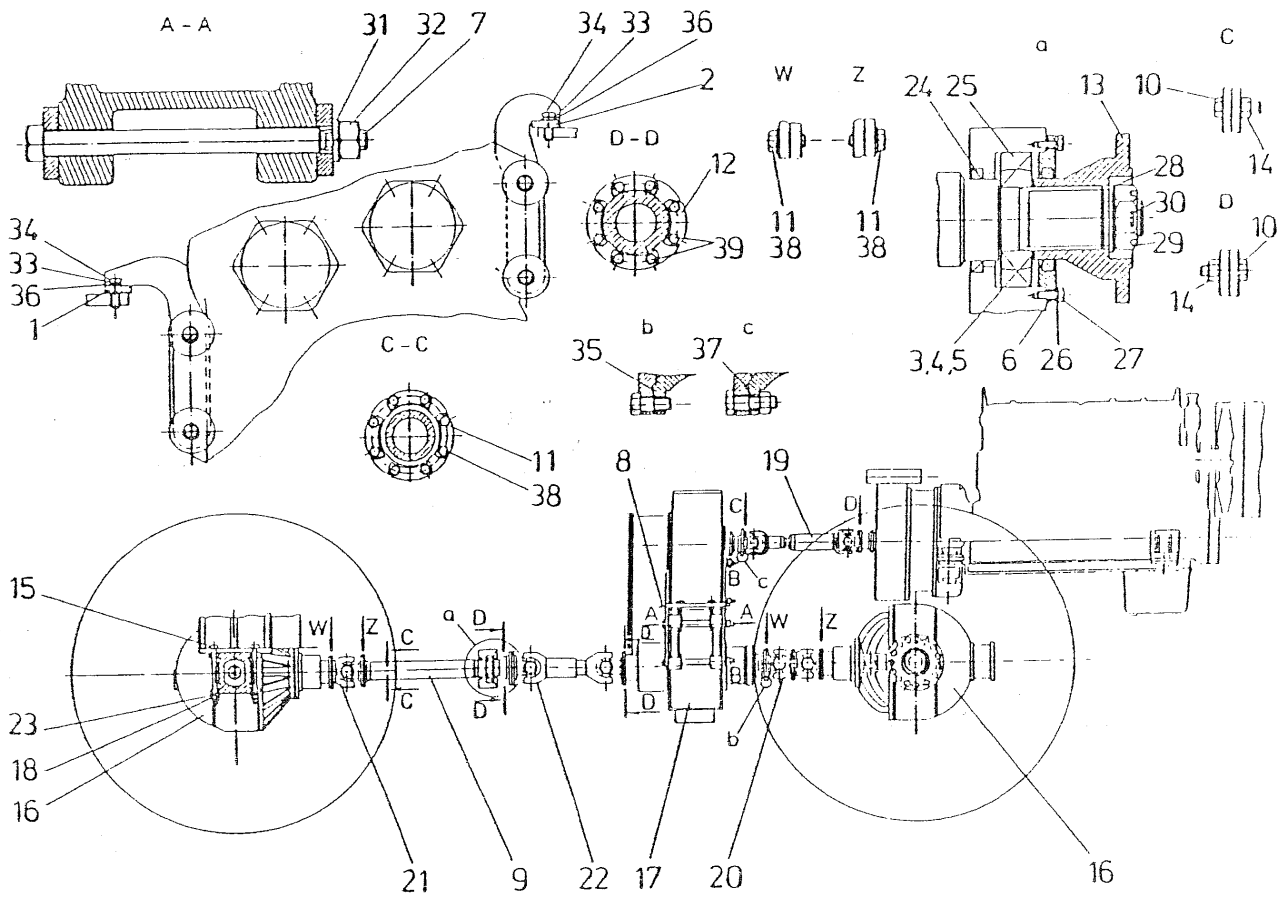 A-A
31 32 7
34 33 36
2
D-D
12
39
W Z
11 11
38 38
a
24 25 13
28
30
29
3,4,5 6 26 27
C
10
14
D
10
14
34
33
36
1
C-C
11
38
b c
35 37
8 19
C D
B c
A A
15
W Z C a D D W Z
C D D B
b
23
18
16
21 9 22 17 20 16